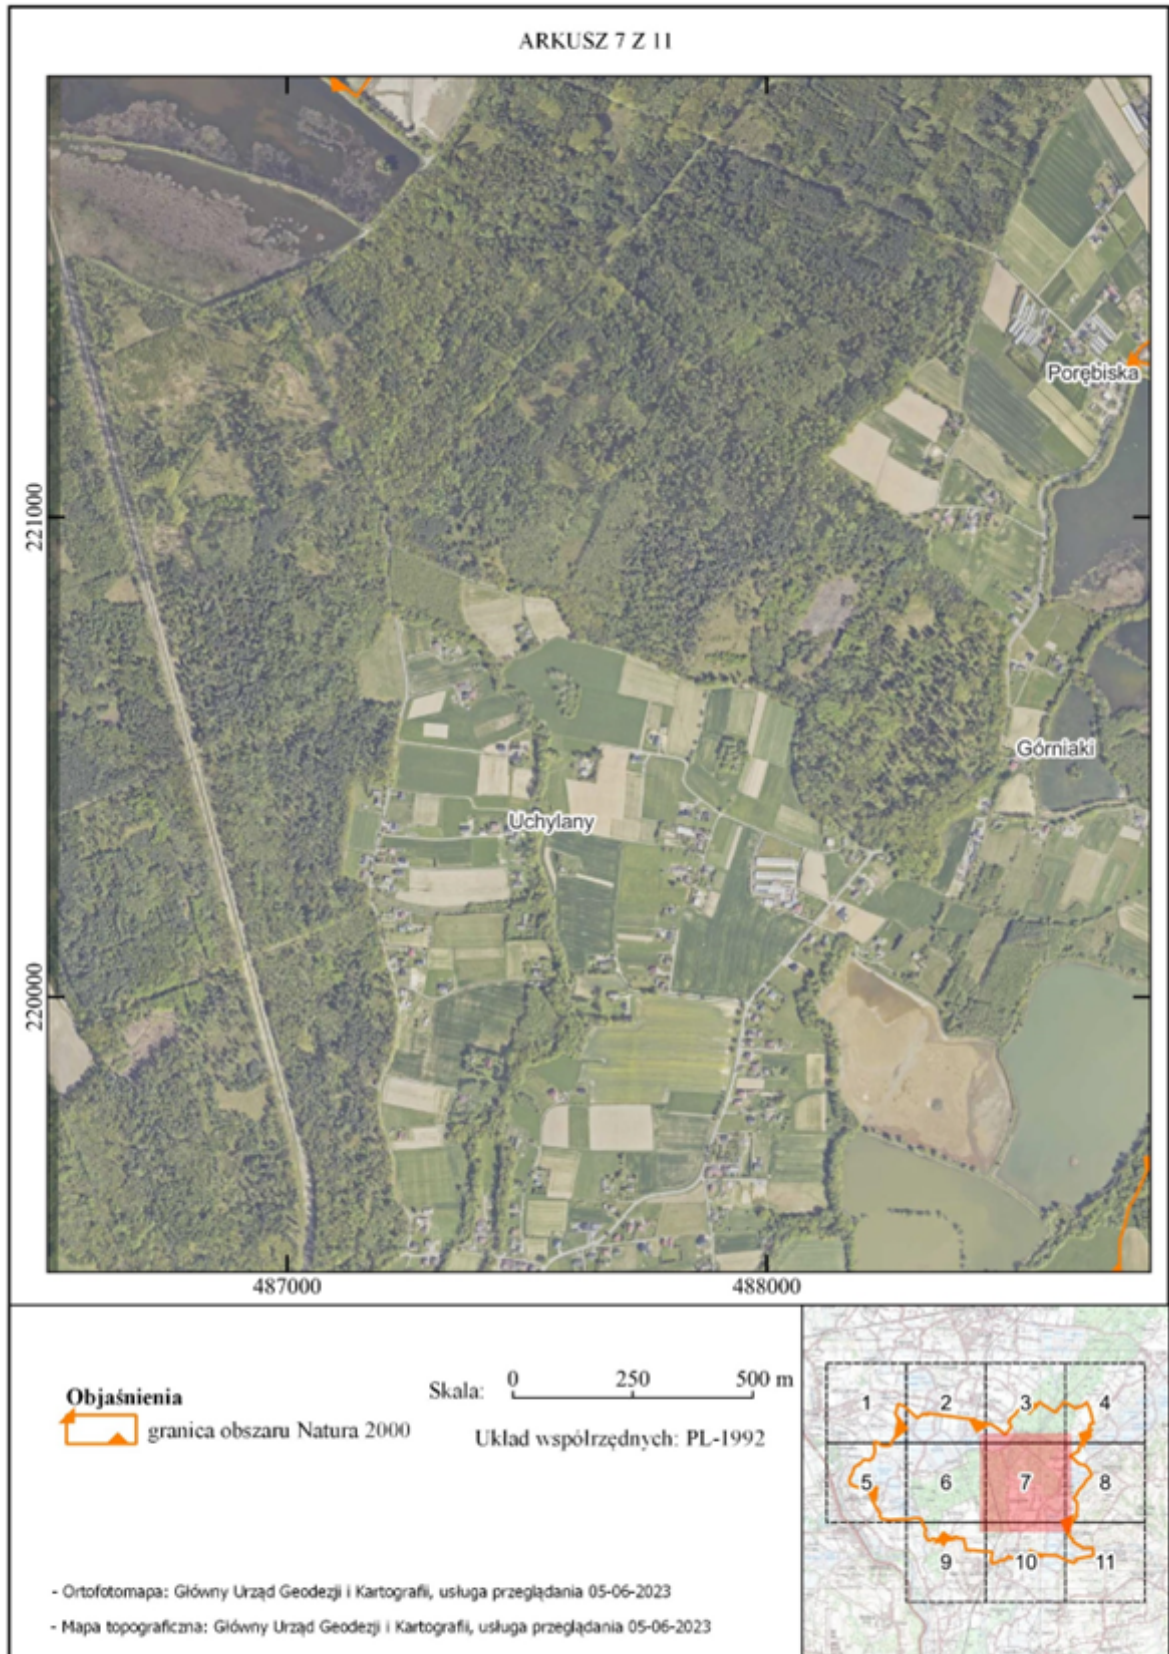 ARKUSZ 7 Z 11
Porębiska
221000
Górniaki
Uchylany
220000
487000
488000
Objaśnienia
granica obszaru Natura 2000
Skala:
0 250 500 m
Układ współrzędnych: PL-1992
1 2 3 4
5 6 7 8
9 10 11
- Ortofotomapa: Główny Urząd Geodezji i Kartografii, usługa przeglądania 05-06-2023
- Mapa topograficzna: Główny Urząd Geodezji i Kartografii, usługa przeglądania 05-06-2023